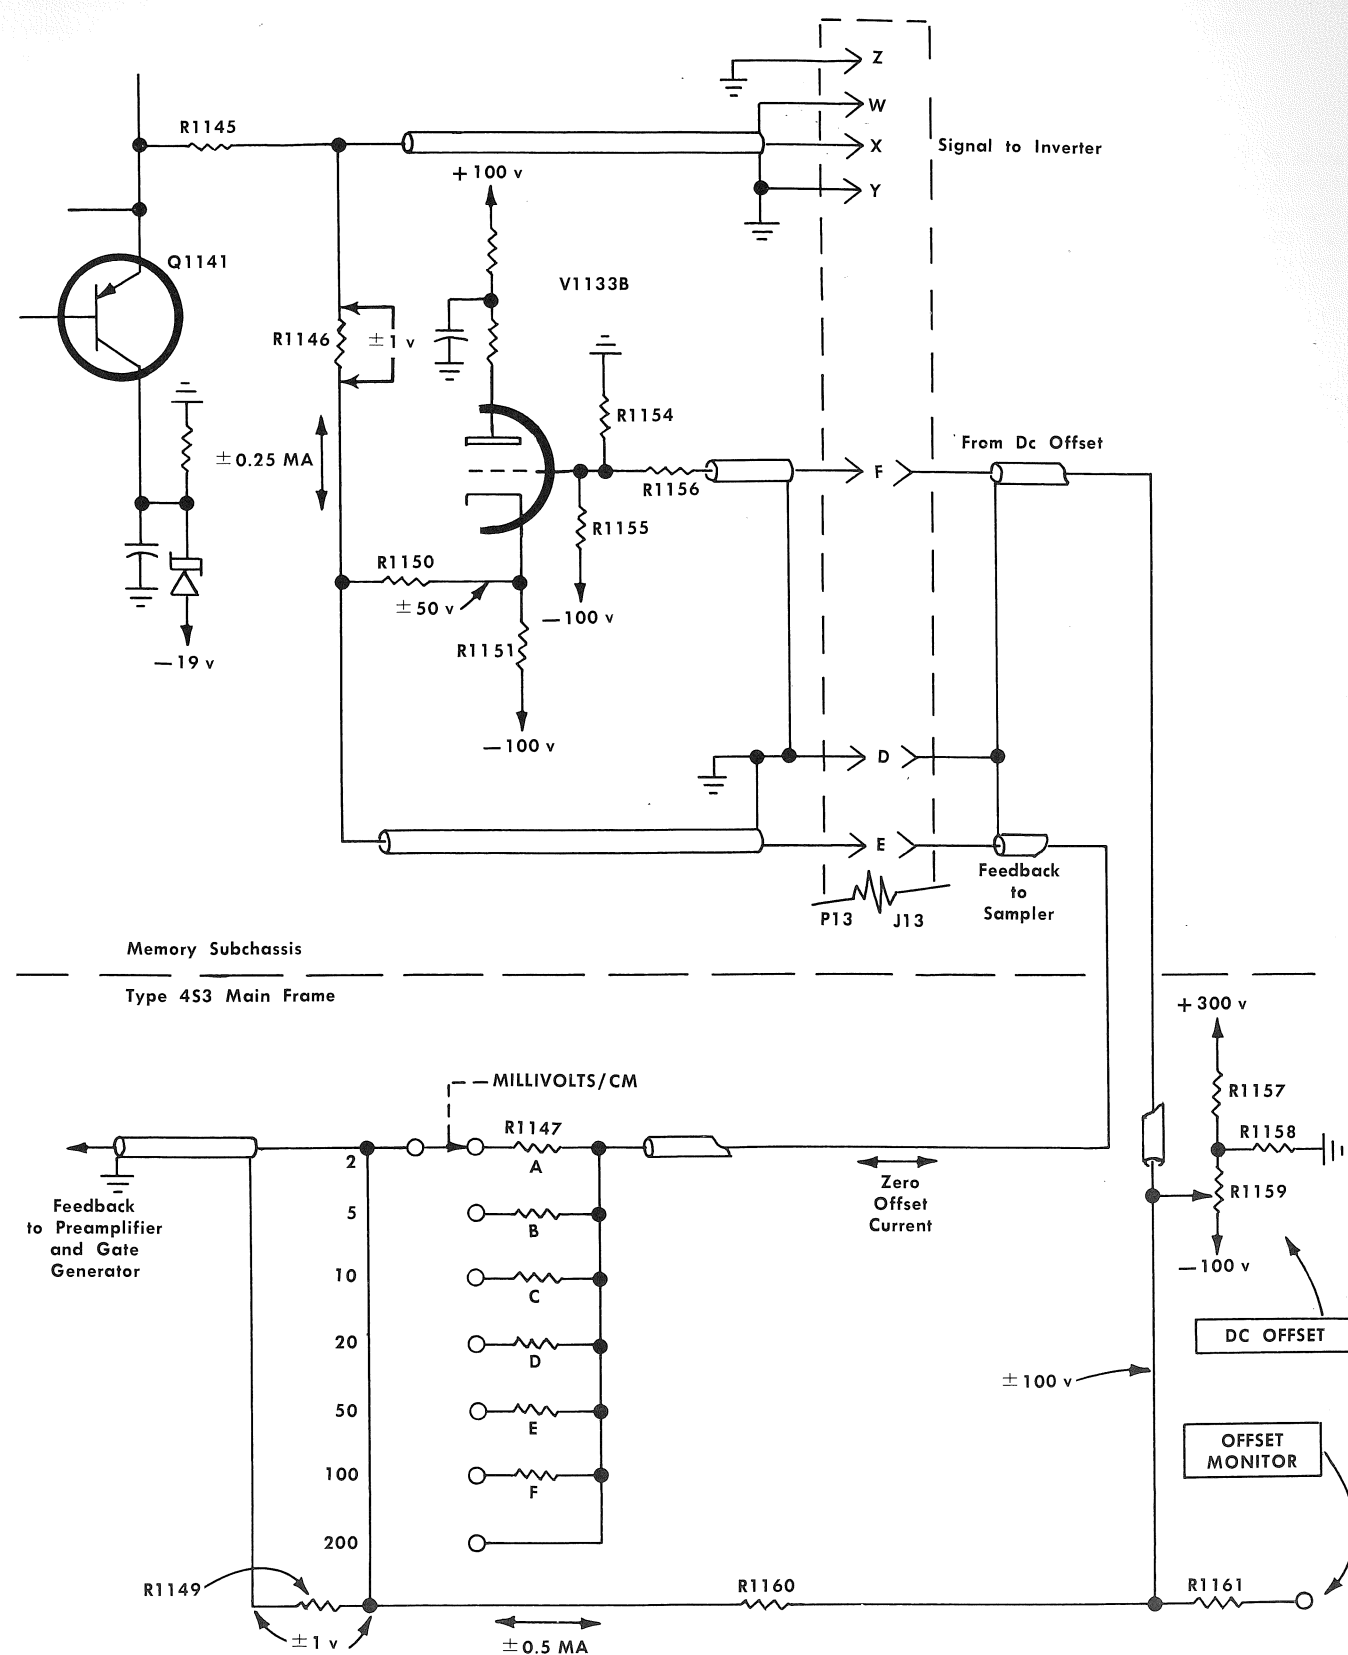 Z
W
R1145
X
Signal to Inverter
+100 v
Y
Q1141
V1133B
R1146
±1 v
R1154
±0.25 MA
From Dc Offset
F
R1156
R1155
R1150
±50 v
—100 v
R1151
—19 v
—100 v
D
E
Feedback
to
Sampler
P13
J13
Memory Subchassis
Type 4S3 Main Frame
+300 v
MILLIVOLTS/CM
R1157
R1147
R1158
2
A
Zero
Offset
Current
R1159
Feedback
to Preamplifier
and Gate
Generator
5
B
—100 v
10
C
DC OFFSET
20
D
±100 v
50
E
OFFSET
MONITOR
100
F
200
R1149
R1160
R1161
±1 v
±0.5 MA